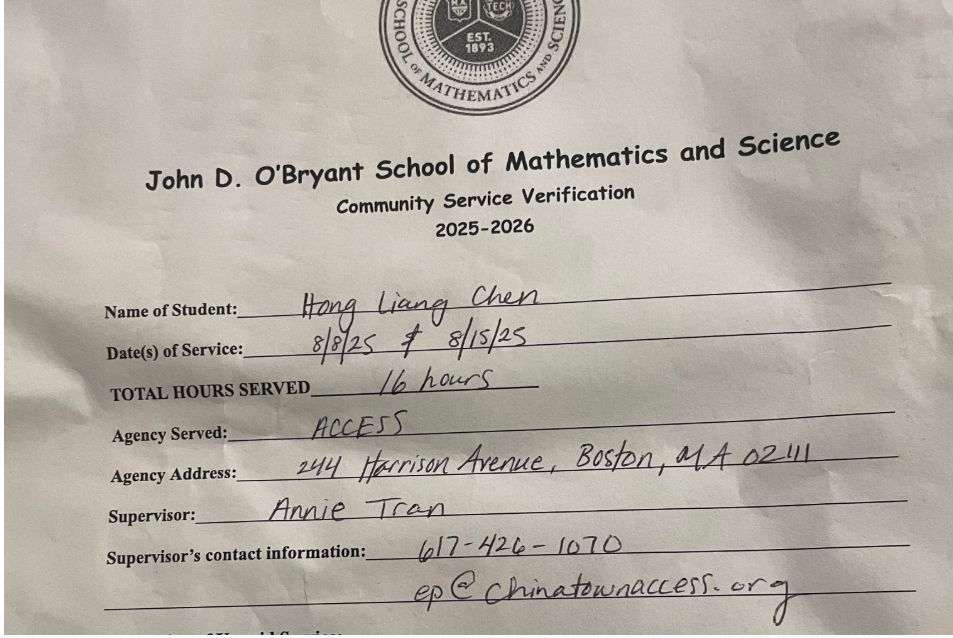 TECH
EST.
1893
SCHOOL OF MATHEMATICS AND SCIEN
John D. O'Bryant School of Mathematics and Science
Community Service Verification
2025-2026
Name of Student: Hong Liang Chen
Date(s) of Service: 8/8/25 & 8/15/25
TOTAL HOURS SERVED 16 hours
Agency Served: ACCESS
Agency Address: 244 Harrison Avenue, Boston, MA 02111
Supervisor: Annie Tran
Supervisor's contact information: 617-426-1070
ep@chinatownaccess.org